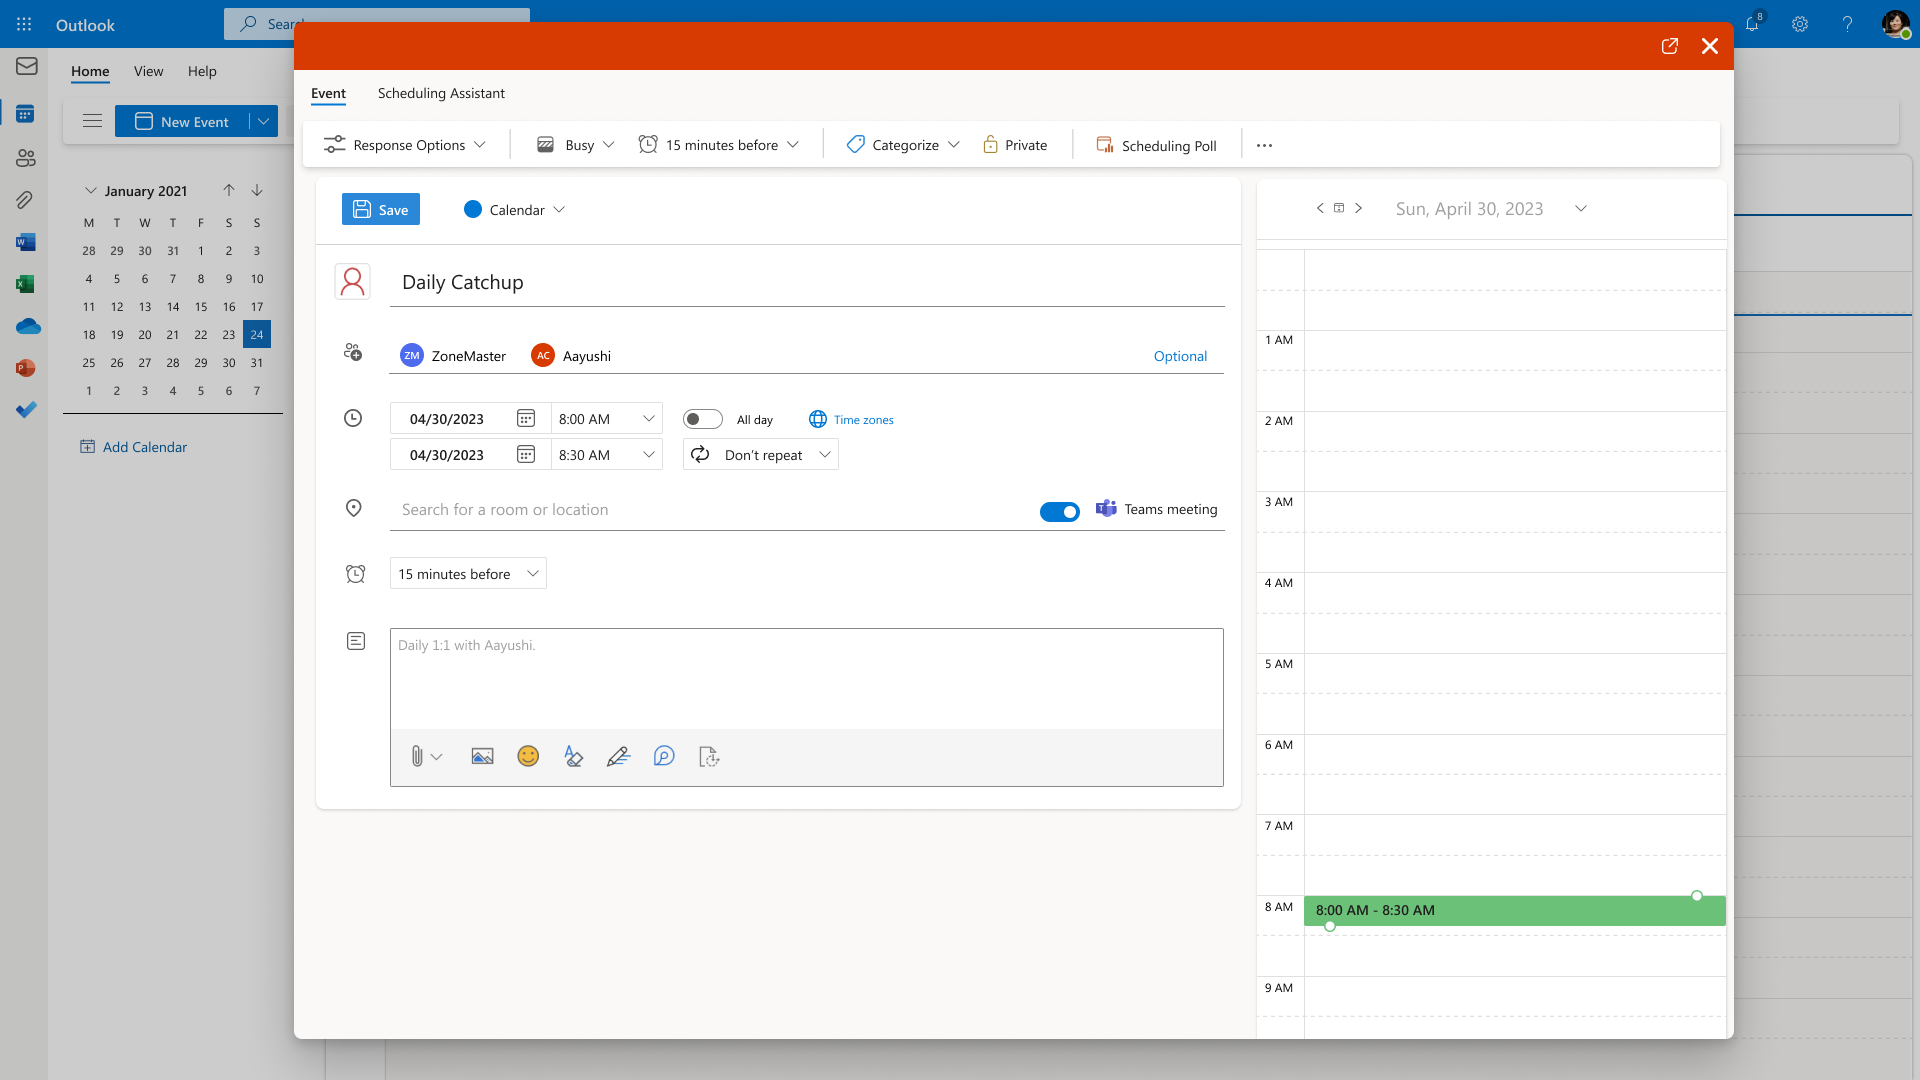 Outlook
8
Home View Help
New Event
January 2021
M T W T F S S
28 29 30 31 1 2 3
4 5 6 7 8 9 10
11 12 13 14 15 16 17
18 19 20 21 22 23 24
25 26 27 28 29 30 31
1 2 3 4 5 6 7
Add Calendar
Event Scheduling Assistant
Response Options Busy 15 minutes before Categorize Private Scheduling Poll
Save Calendar
Daily Catchup
ZM ZoneMaster AC Aayushi Optional
04/30/2023 8:00 AM All day Time zones
04/30/2023 8:30 AM Don't repeat
Search for a room or location Teams meeting
15 minutes before
Daily 1:1 with Aayushi.
Sun, April 30, 2023
1 AM
2 AM
3 AM
4 AM
5 AM
6 AM
7 AM
8 AM 8:00 AM - 8:30 AM
9 AM